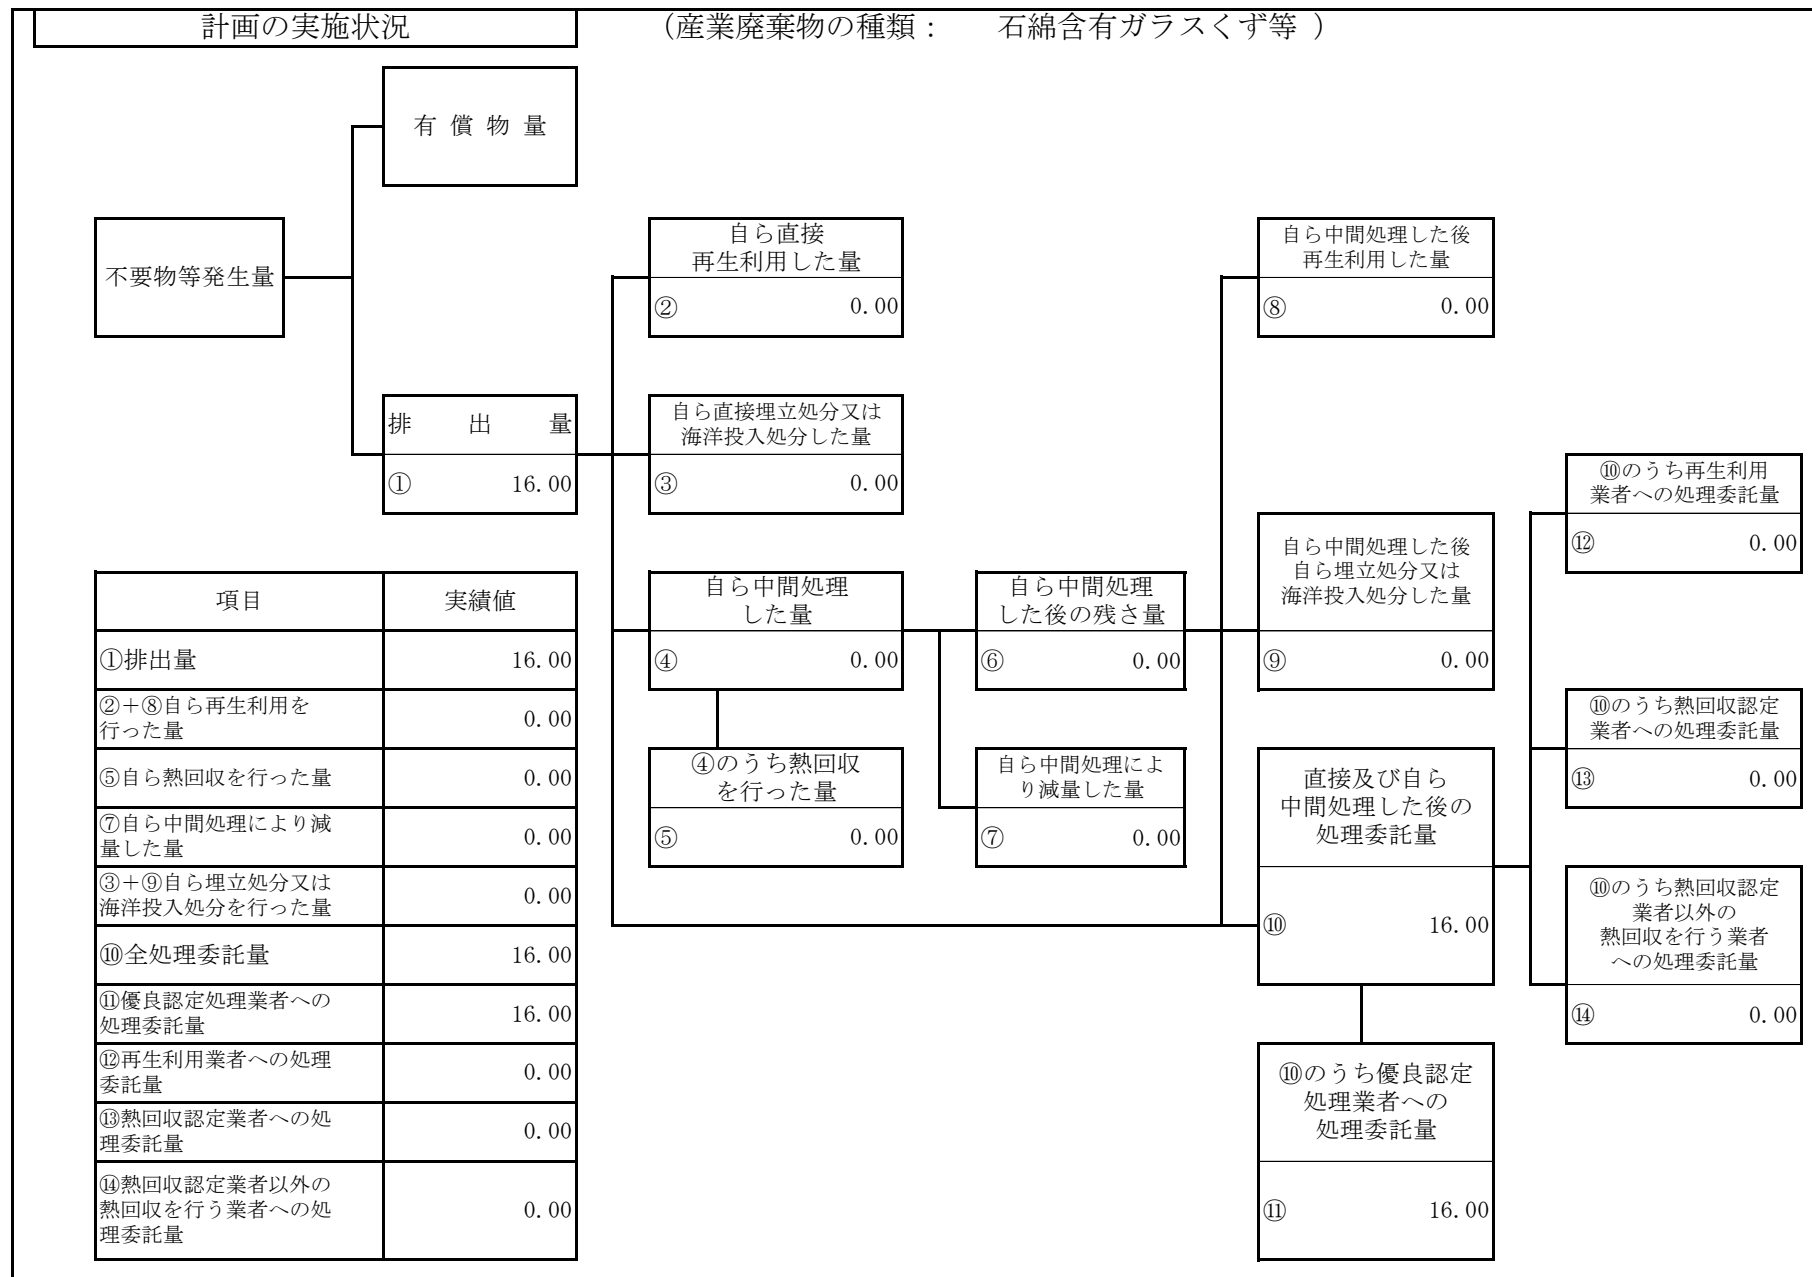 計画の実施状況
（産業廃棄物の種類：　石綿含有ガラスくず等 ）
有 償 物 量
不要物等発生量
排 出 量
① 16.00
自ら直接
再生利用した量
② 0.00
自ら直接埋立処分又は
海洋投入処分した量
③ 0.00
自ら中間処理
した量
④ 0.00
④のうち熱回収
を行った量
⑤ 0.00
自ら中間処理
した後の残さ量
⑥ 0.00
自ら中間処理によ
り減量した量
⑦ 0.00
自ら中間処理した後
再生利用した量
⑧ 0.00
自ら中間処理した後
自ら埋立処分又は
海洋投入処分した量
⑨ 0.00
直接及び自ら
中間処理した後の
処理委託量
⑩ 16.00
⑩のうち優良認定
処理業者への
処理委託量
⑪ 16.00
⑩のうち再生利用
業者への処理委託量
⑫ 0.00
⑩のうち熱回収認定
業者への処理委託量
⑬ 0.00
⑩のうち熱回収認定
業者以外の
熱回収を行う業者
への処理委託量
⑭ 0.00
項目 実績値
①排出量 16.00
②＋⑧自ら再生利用を
行った量 0.00
⑤自ら熱回収を行った量 0.00
⑦自ら中間処理により減
量した量 0.00
③＋⑨自ら埋立処分又は
海洋投入処分を行った量 0.00
⑩全処理委託量 16.00
⑪優良認定処理業者への
処理委託量 16.00
⑫再生利用業者への処理
委託量 0.00
⑬熱回収認定業者への処
理委託量 0.00
⑭熱回収認定業者以外の
熱回収を行う業者への処
理委託量 0.00